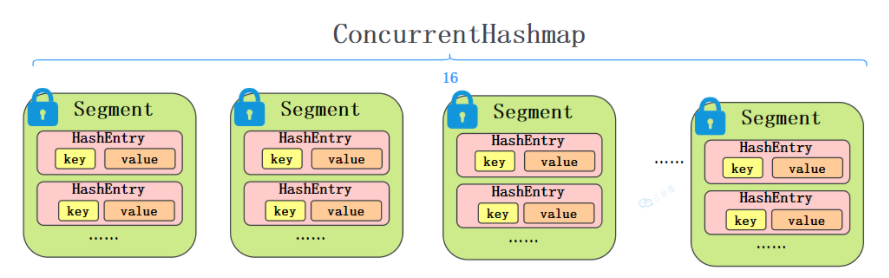 ConcurrentHashmap
16
Segment
HashEntry
key value
HashEntry
key value
......
Segment
HashEntry
key value
HashEntry
key value
......
Segment
HashEntry
key value
HashEntry
key value
......
......
Segment
HashEntry
key value
HashEntry
key value
......